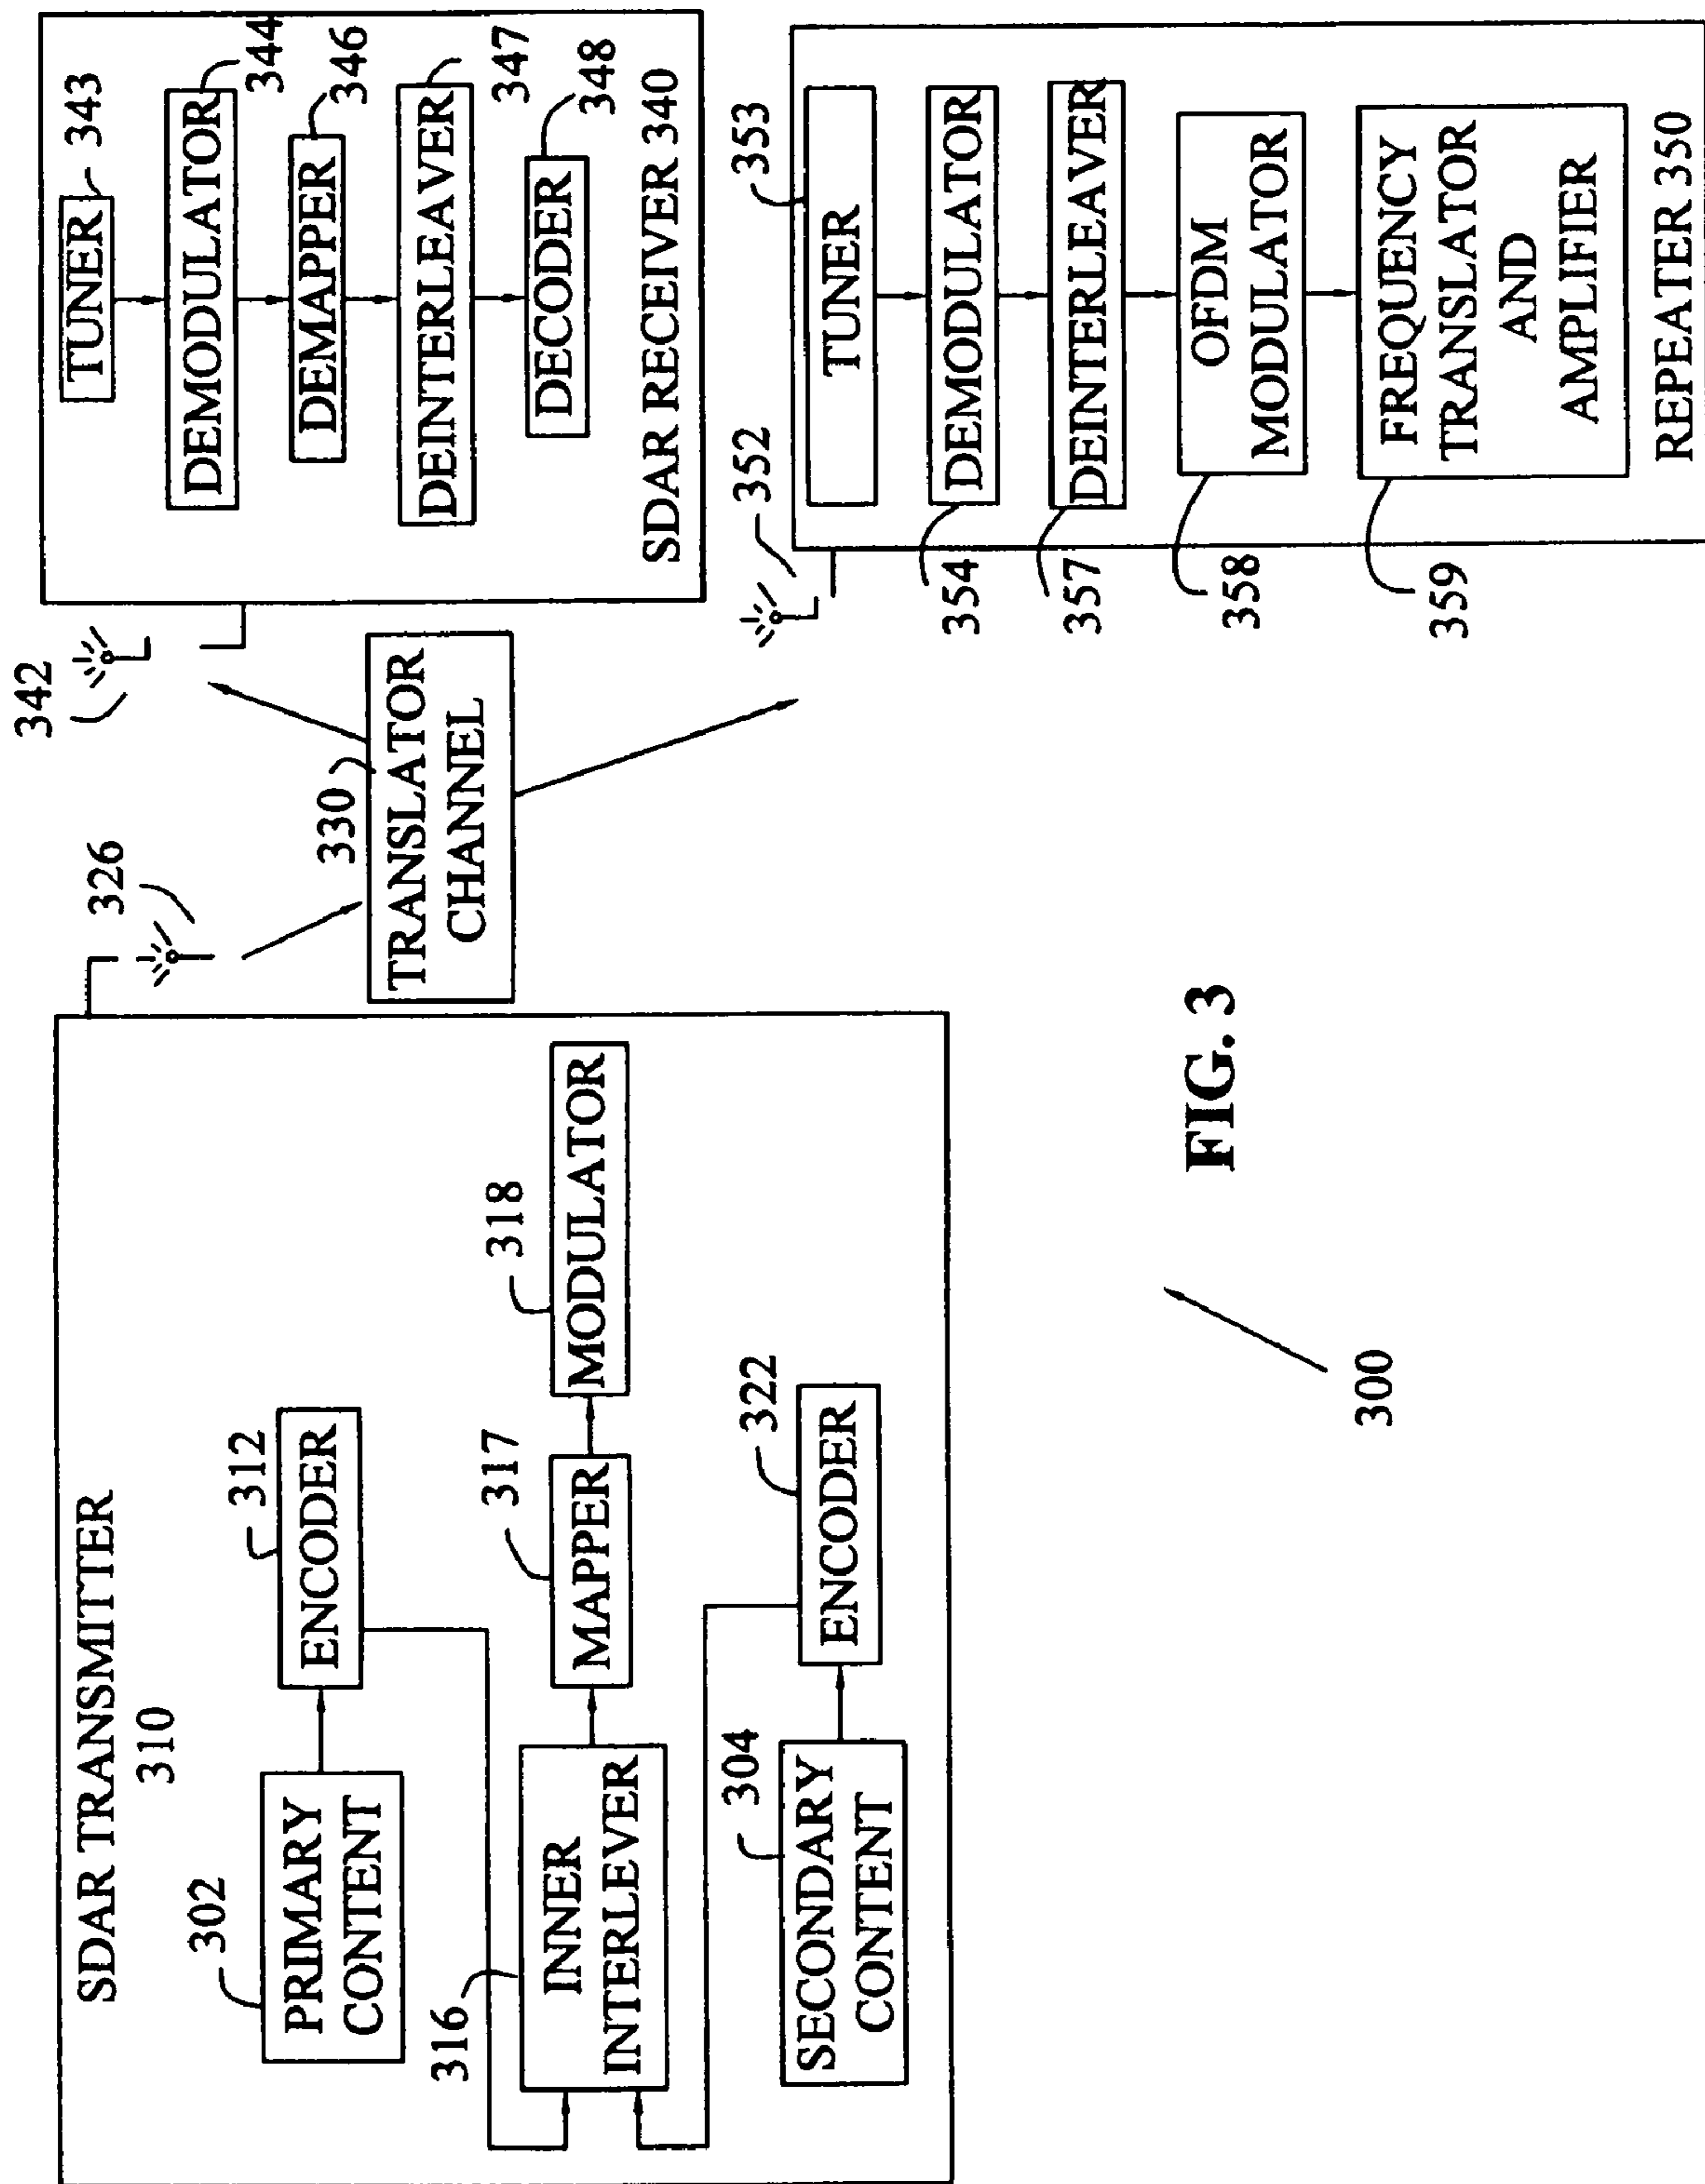 SDAR TRANSMITTER
310
302
PRIMARY
CONTENT
312
ENCODER
316
INNER
INTERLEVER
317
MAPPER
318
MODULATOR
304
SECONDARY
CONTENT
322
ENCODER
326
330
TRANSLATOR
CHANNEL
342
TUNER
343
DEMODULATOR
344
DEMAPPER
346
DEINTERLEAVER
347
DECODER
348
SDAR RECEIVER 340
352
353
TUNER
354
DEMODULATOR
357
DEINTERLEAVER
358
OFDM
MODULATOR
359
FREQUENCY
TRANSLATOR
AND
AMPLIFIER
REPEATER 350
300
FIG. 3